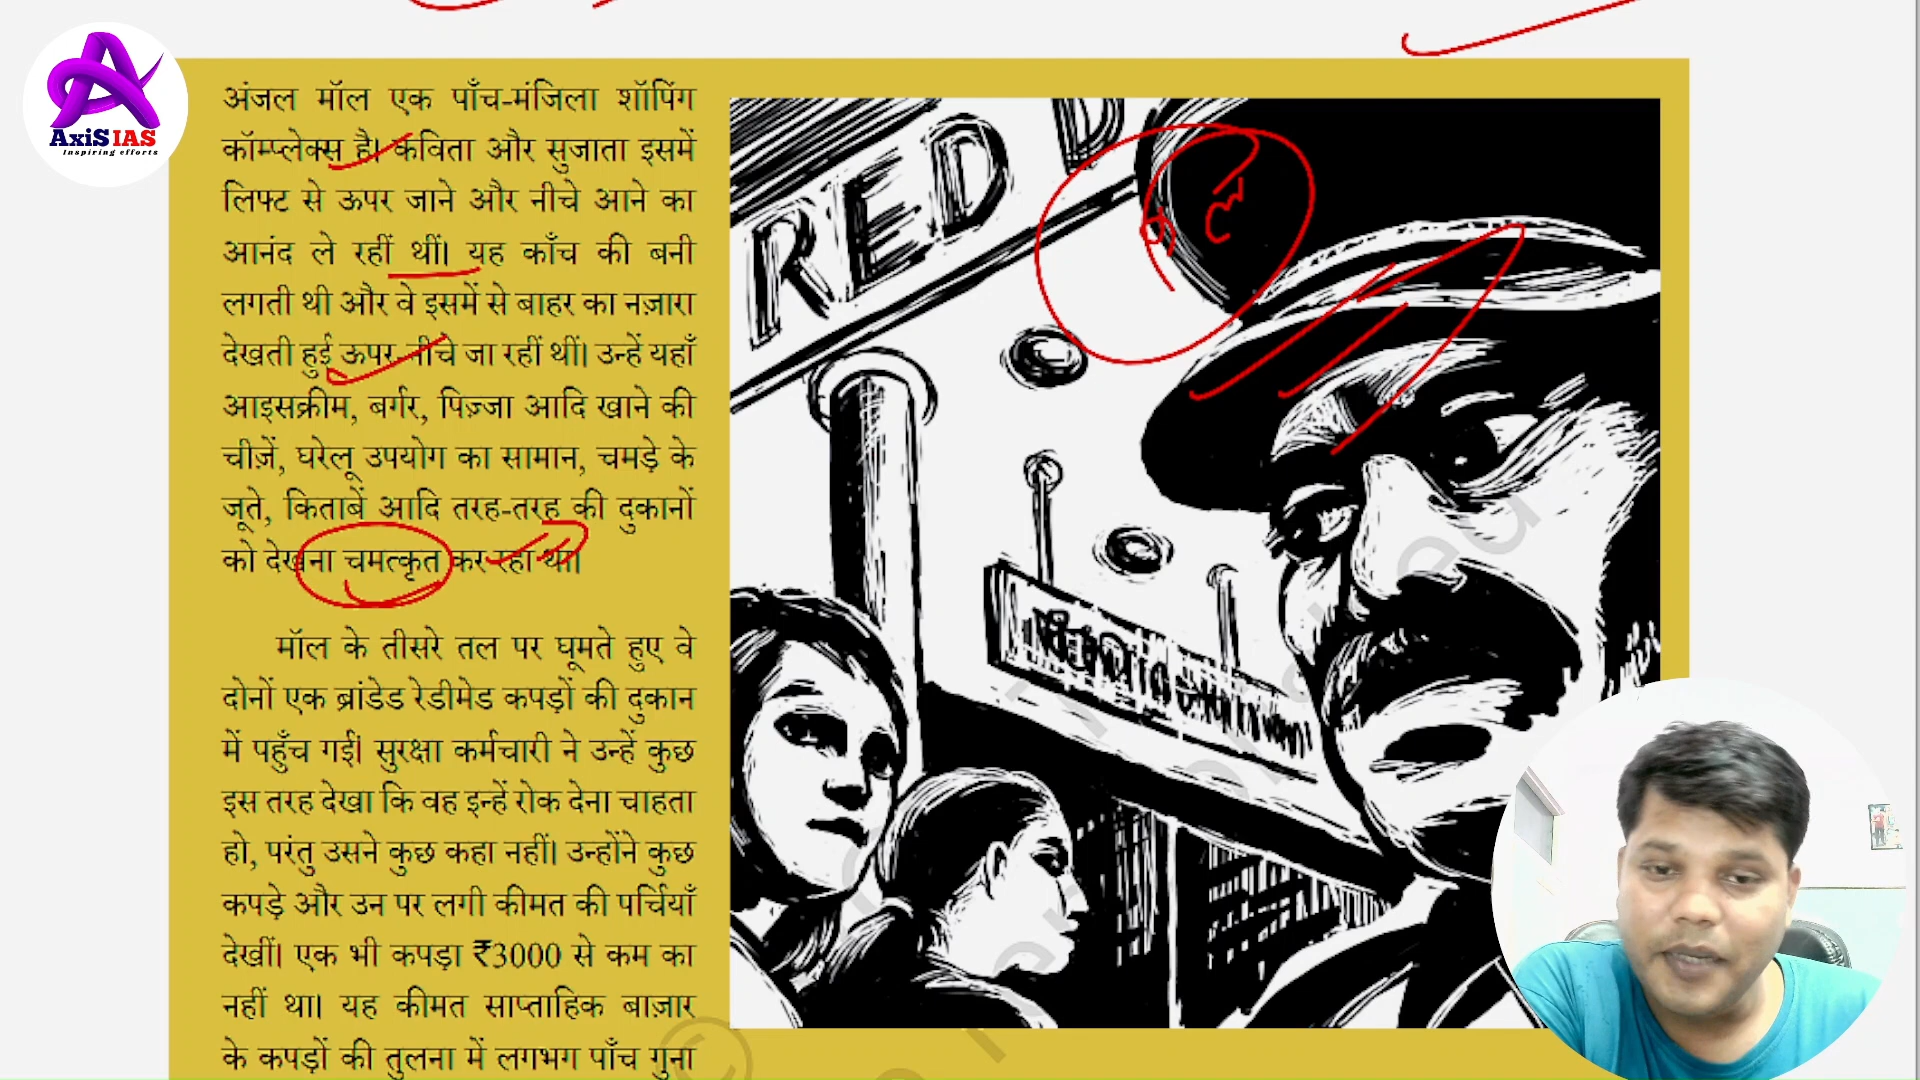 AxiS IAS
Inspiring efforts
अंजल मॉल एक पाँच-मंजिला शॉपिंग
कॉम्प्लेक्स है। कविता और सुजाता इसमें
लिफ्ट से ऊपर जाने और नीचे आने का
आनंद ले रहीं थीं। यह काँच की बनी
लगती थी और वे इसमें से बाहर का नज़ारा
देखती हुई ऊपर-नीचे जा रहीं थीं। उन्हें यहाँ
आइसक्रीम, बर्गर, पिज़्जा आदि खाने की
चीज़ें, घरेलू उपयोग का सामान, चमड़े के
जूते, किताबें आदि तरह-तरह की दुकानों
को देखना चमत्कृत कर रहा था।
मॉल के तीसरे तल पर घूमते हुए वे
दोनों एक ब्रांडेड रेडीमेड कपड़ों की दुकान
में पहुँच गईं। सुरक्षा कर्मचारी ने उन्हें कुछ
इस तरह देखा कि वह इन्हें रोक देना चाहता
हो, परंतु उसने कुछ कहा नहीं। उन्होंने कुछ
कपड़े और उन पर लगी कीमत की पर्चियाँ
देखीं। एक भी कपड़ा ₹3000 से कम का
नहीं था। यह कीमत साप्ताहिक बाज़ार
के कपड़ों की तुलना में लगभग पाँच गुना
RED D